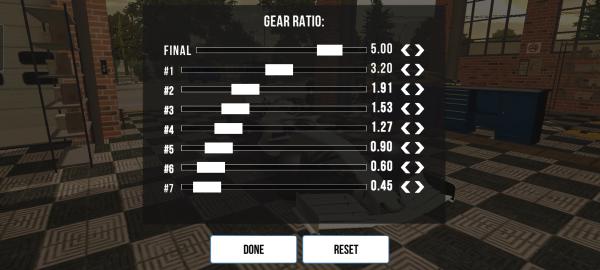 GEAR RATIO:
FINAL 5.00
#1 3.20
#2 1.91
#3 1.53
#4 1.27
#5 0.90
#6 0.60
#7 0.45
DONE RESET